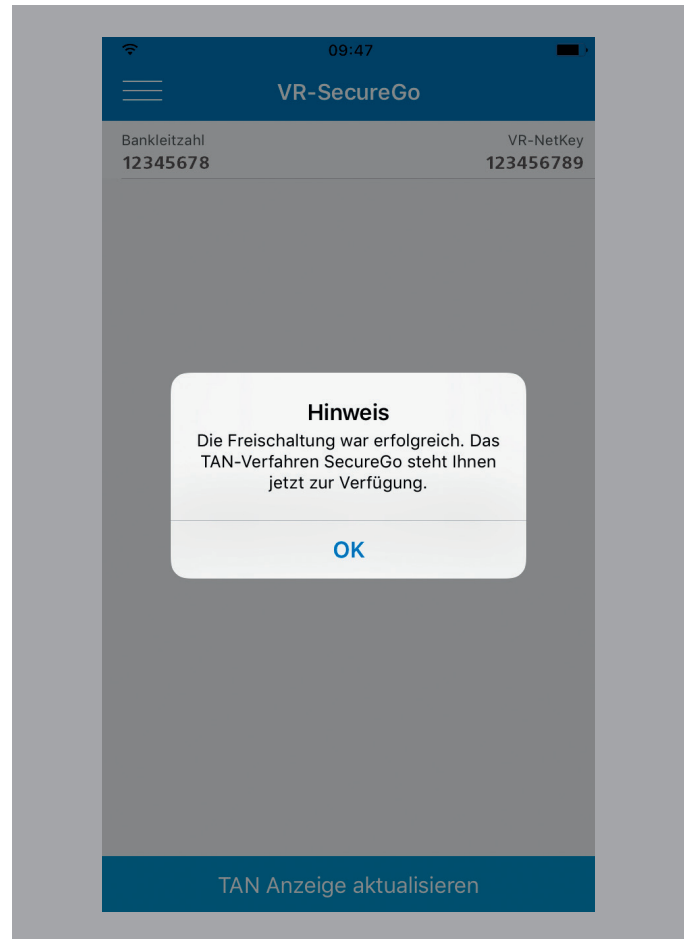 09:47
VR-SecureGo
Bankleitzahl VR-NetKey
12345678 123456789
Hinweis
Die Freischaltung war erfolgreich. Das
TAN-Verfahren SecureGo steht Ihnen
jetzt zur Verfügung.
OK
TAN Anzeige aktualisieren